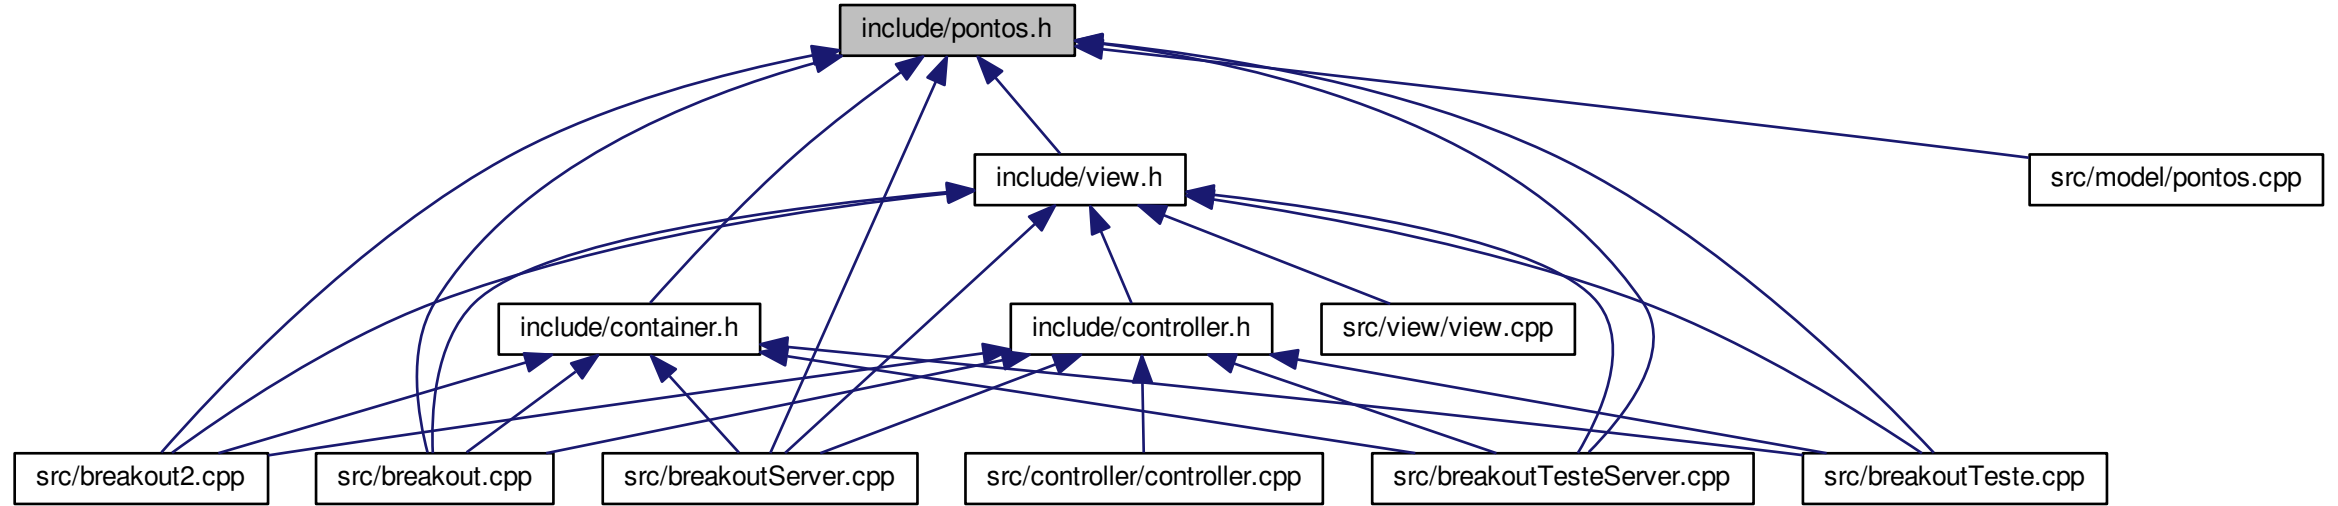 include/pontos.h
include/view.h
src/model/pontos.cpp
include/container.h
include/controller.h
src/view/view.cpp
src/breakout2.cpp
src/breakout.cpp
src/breakoutServer.cpp
src/controller/controller.cpp
src/breakoutTesteServer.cpp
src/breakoutTeste.cpp